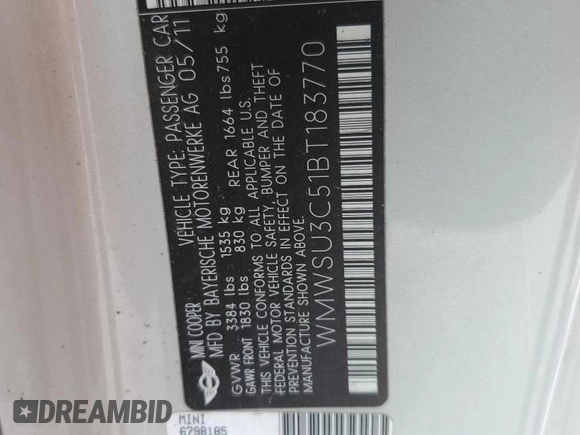 MINI COOPER VEHICLE TYPE: PASSENGER CAR
MFD BY BAYERISCHE MOTORENWERKE AG 05/11
GVWR 3384 lbs 1535 kg
GAWR FRONT 1830 lbs 830 kg REAR 1664 lbs 755 kg
THIS VEHICLE CONFORMS TO ALL APPLICABLE U.S.
FEDERAL MOTOR VEHICLE SAFETY, BUMPER AND THEFT
PREVENTION STANDARDS IN EFFECT ON THE DATE OF
MANUFACTURE SHOWN ABOVE.
WMWSU3C51BT183770
MINI
6798185
DREAMBID